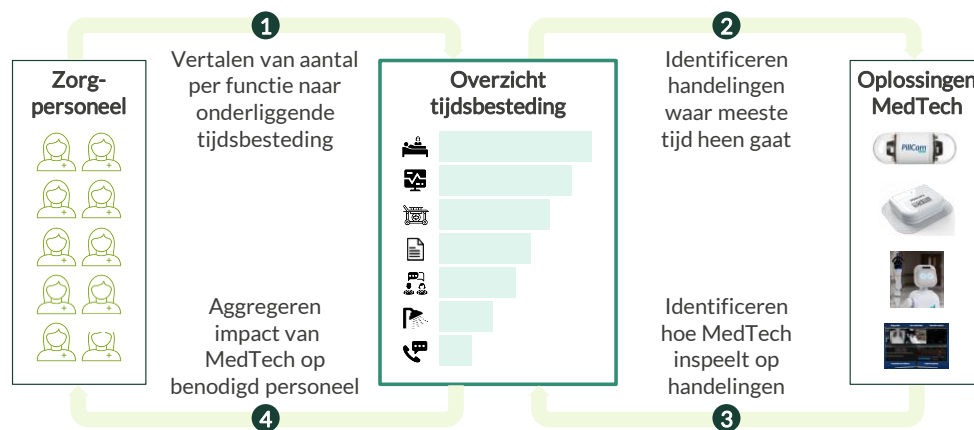 1
2
Zorg-
personeel
Vertalen van aantal
per functie naar
onderliggende
tijdsbesteding
Overzicht
tijdsbesteding
Identificeren
handelingen
waar meeste
tijd heen gaat
Oplossingen
MedTech
PillCam
Aggregeren
impact van
MedTech op
benodigd personeel
Identificeren
hoe MedTech
inspeelt op
handelingen
4
3